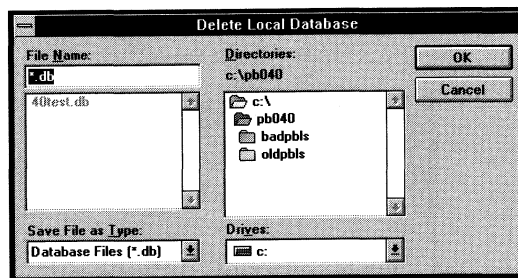 Delete Local Database
File Name:
*.db
40test.db
Save File as Type:
Database Files (*.db)
Directories:
c:\pb040
c:\
pb040
badpbls
oldpbls
Drives:
c:
OK
Cancel